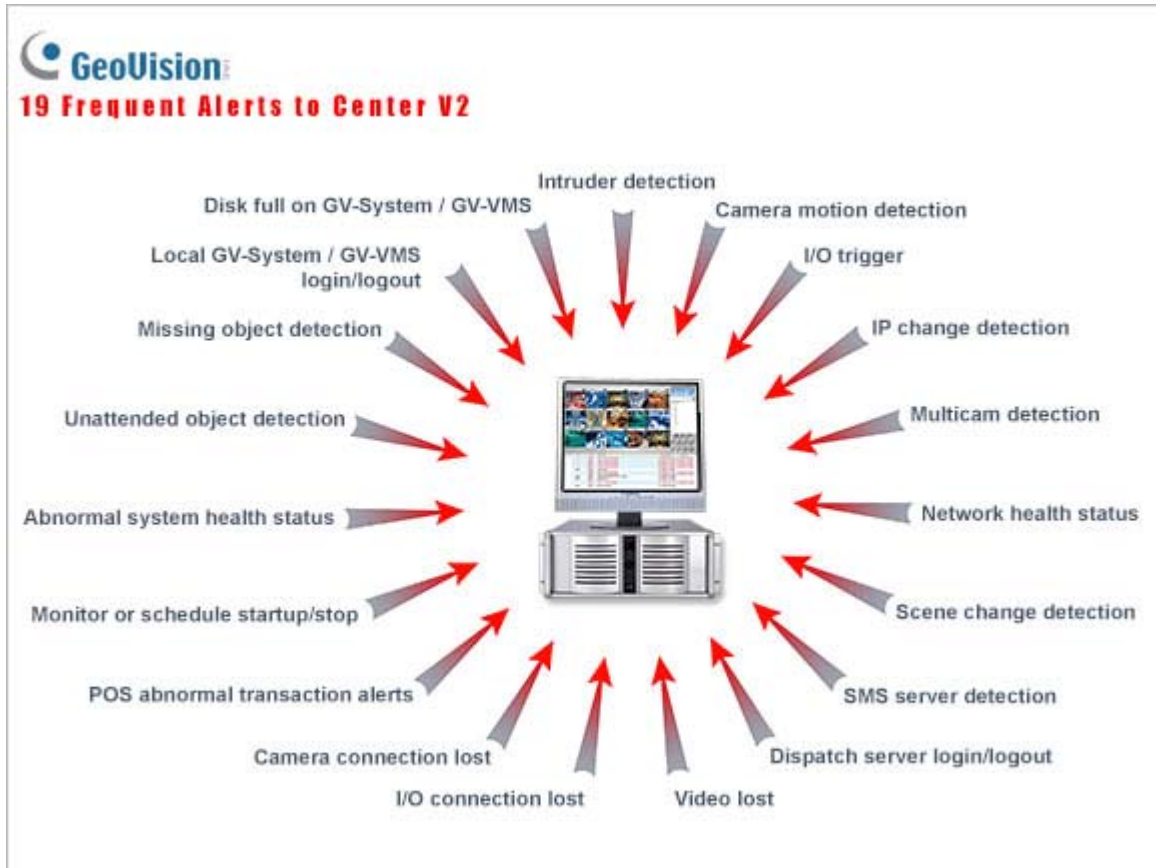 GeoVision
19 Frequent Alerts to Center V2
Intruder detection
Disk full on GV-System / GV-VMS
Camera motion detection
Local GV-System / GV-VMS
login/logout
I/O trigger
Missing object detection
IP change detection
Unattended object detection
Multicam detection
Abnormal system health status
Network health status
Monitor or schedule startup/stop
Scene change detection
POS abnormal transaction alerts
SMS server detection
Camera connection lost
Dispatch server login/logout
I/O connection lost
Video lost